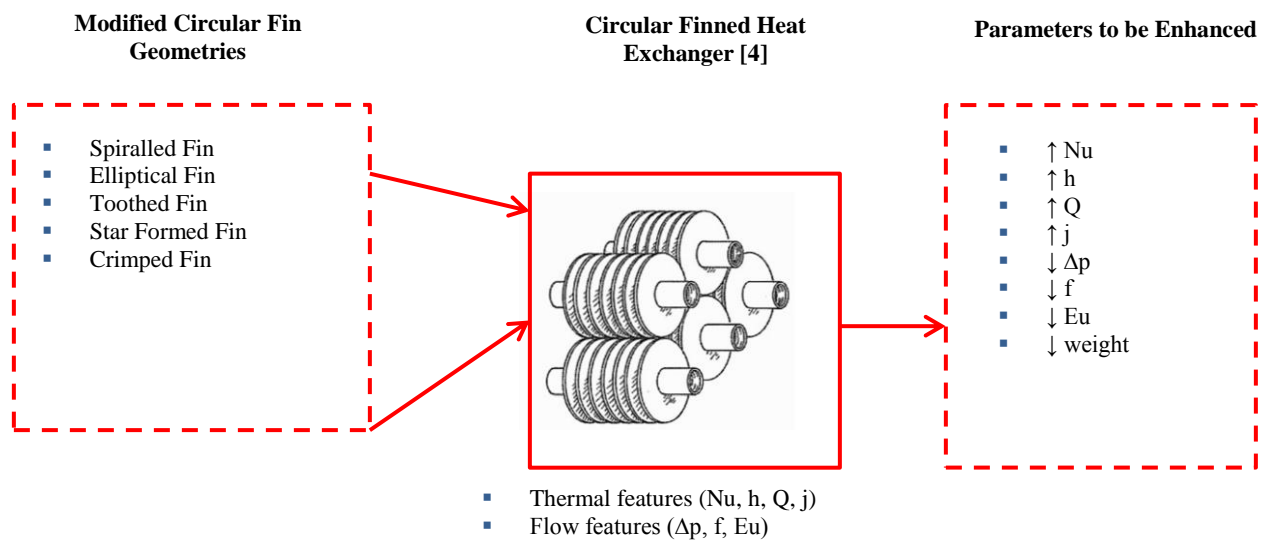 Modified Circular Fin
Geometries
Circular Finned Heat
Exchanger [4]
Parameters to be Enhanced
▪ Spiralled Fin
▪ Elliptical Fin
▪ Toothed Fin
▪ Star Formed Fin
▪ Crimped Fin
▪ ↑ Nu
▪ ↑ h
▪ ↑ Q
▪ ↑ j
▪ ↓ Δp
▪ ↓ f
▪ ↓ Eu
▪ ↓ weight
▪ Thermal features (Nu, h, Q, j)
▪ Flow features (Δp, f, Eu)